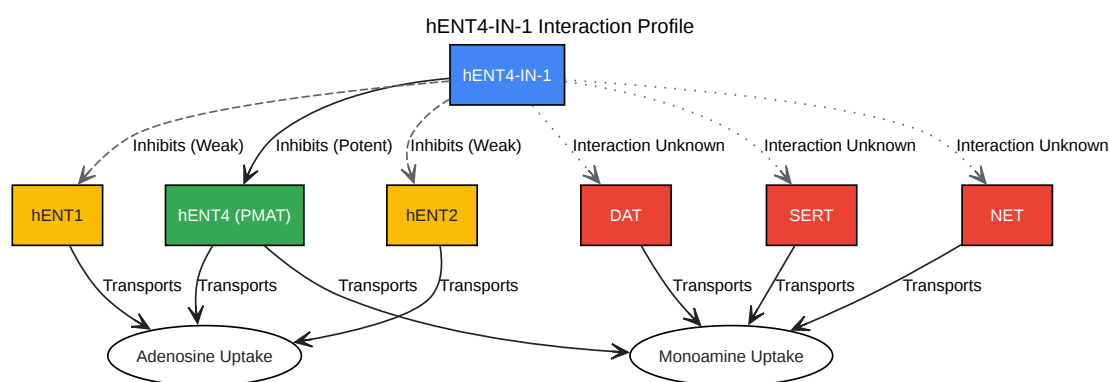 hENT4-IN-1 Interaction Profile
hENT4-IN-1
Inhibits (Weak)
Inhibits (Potent)
Inhibits (Weak)
Interaction Unknown
Interaction Unknown
Interaction Unknown
hENT1
hENT4 (PMAT)
hENT2
DAT
SERT
NET
Transports
Transports
Transports
Transports
Transports
Transports
Transports
Adenosine Uptake
Monoamine Uptake